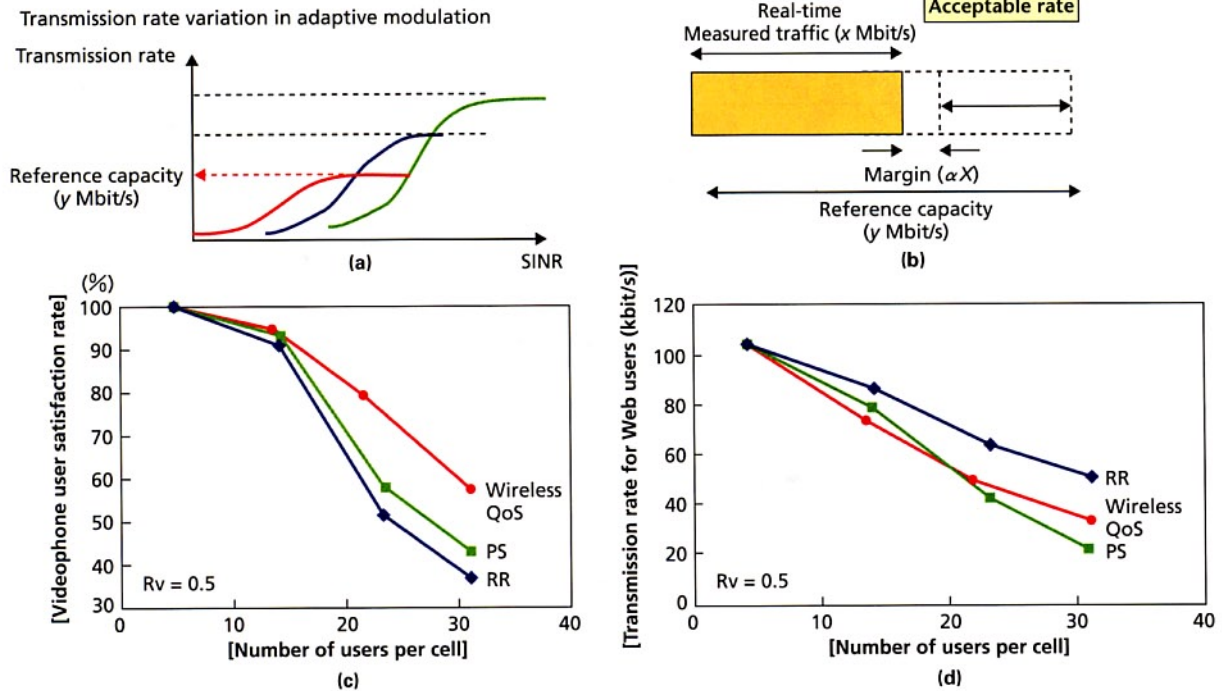 Transmission rate variation in adaptive modulation
Transmission rate
Reference capacity
(y Mbit/s)
SINR
(a)
Real-time
Measured traffic (x Mbit/s)
Acceptable rate
Margin (αX)
Reference capacity
(y Mbit/s)
(b)
(%)
[Videophone user satisfaction rate]
100
90
80
70
60
50
40
30
0
10
20
30
40
Wireless
QoS
PS
RR
Rv = 0.5
[Number of users per cell]
(c)
[Transmission rate for Web users (kbit/s)]
120
100
80
60
40
20
0
0
10
20
30
40
RR
Wireless
QoS
PS
Rv = 0.5
[Number of users per cell]
(d)